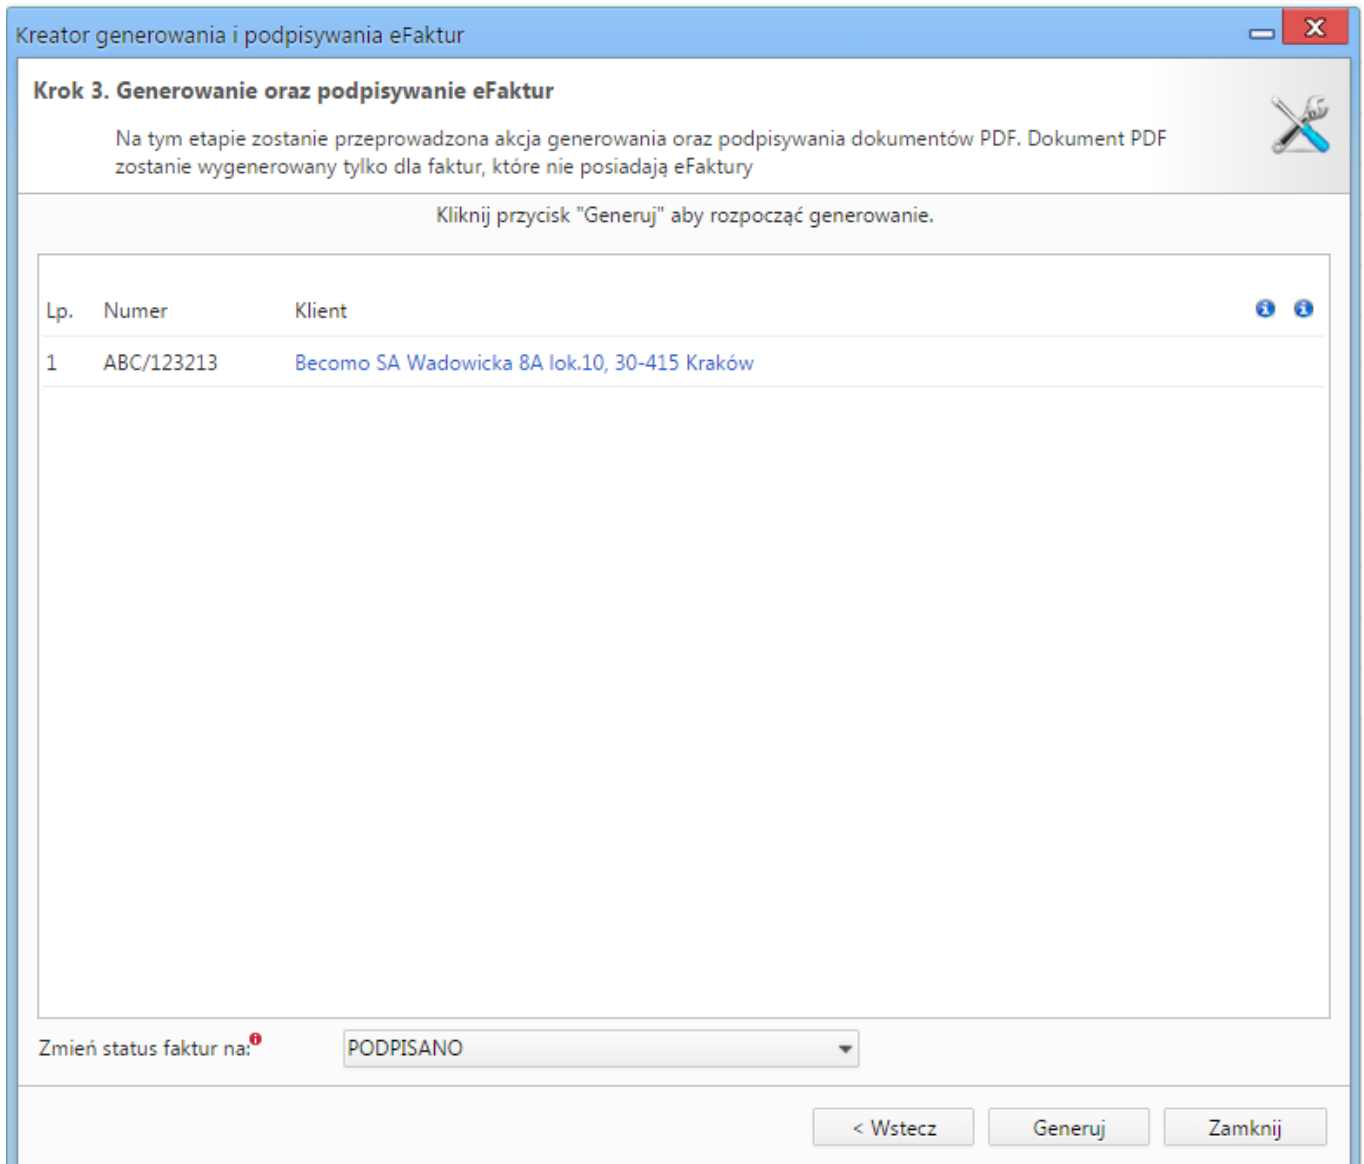 Kreator generowania i podpisywania eFaktur
Krok 3. Generowanie oraz podpisywanie eFaktur
Na tym etapie zostanie przeprowadzona akcja generowania oraz podpisywania dokumentów PDF. Dokument PDF
zostanie wygenerowany tylko dla faktur, które nie posiadają eFaktury
Kliknij przycisk "Generuj" aby rozpocząć generowanie.
Lp. Numer Klient
1 ABC/123213 Becomo SA Wadowicka 8A lok.10, 30-415 Kraków
Zmień status faktur na: PODPISANO
< Wstecz Generuj Zamknij